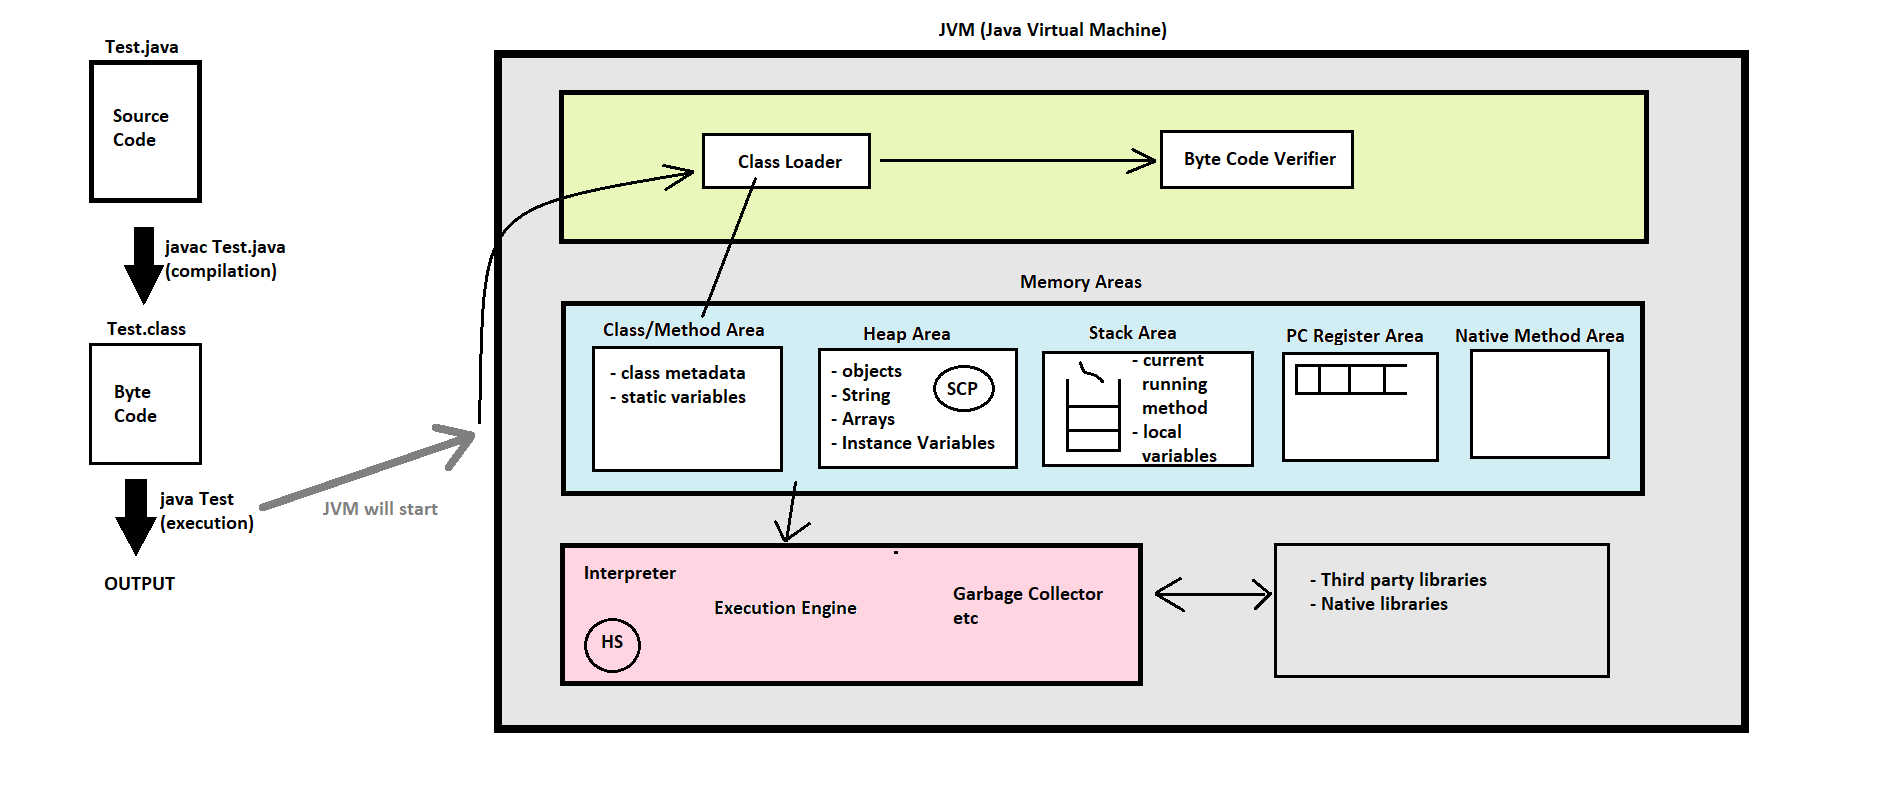 JVM (Java Virtual Machine)
Test.java
Source
Code
javac Test.java
(compilation)
Test.class
Byte
Code
java Test
(execution)
JVM will start
OUTPUT
Class Loader
Byte Code Verifier
Memory Areas
Class/Method Area
- class metadata
- static variables
Heap Area
- objects
- String
- Arrays
- Instance Variables
SCP
Stack Area
- current
running
method
- local
variables
PC Register Area
Native Method Area
Interpreter
HS
Execution Engine
Garbage Collector
etc
- Third party libraries
- Native libraries